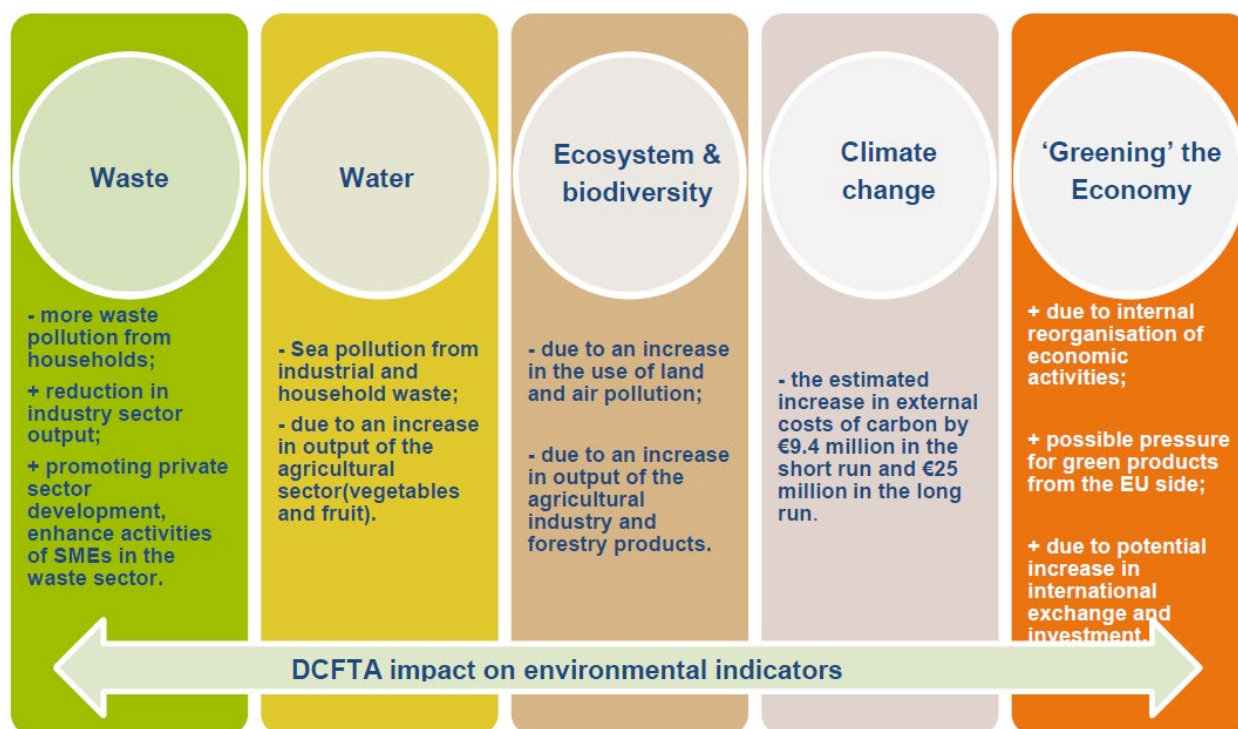 Waste
- more waste
pollution from
households;
+ reduction in
industry sector
output;
+ promoting private
sector
development,
enhance activities
of SMEs in the
waste sector.
Water
- Sea pollution from
industrial and
household waste;
- due to an increase
in output of the
agricultural
sector(vegetables
and fruit).
Ecosystem &
biodiversity
- due to an increase
in the use of land
and air pollution;
- due to an increase
in output of the
agricultural
industry and
forestry products.
Climate
change
- the estimated
increase in external
costs of carbon by
€9.4 million in the
short run and €25
million in the long
run.
‘Greening’ the
Economy
+ due to internal
reorganisation of
economic
activities;
+ possible pressure
for green products
from the EU side;
+ due to potential
increase in
international
exchange and
investment.
DCFTA impact on environmental indicators